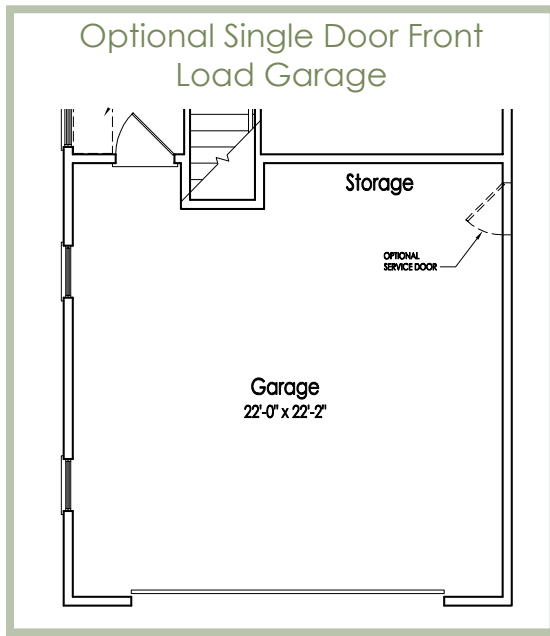 Optional Single Door Front
Load Garage
Storage
OPTIONAL
SERVICE DOOR
Garage
22'-0" x 22'-2"